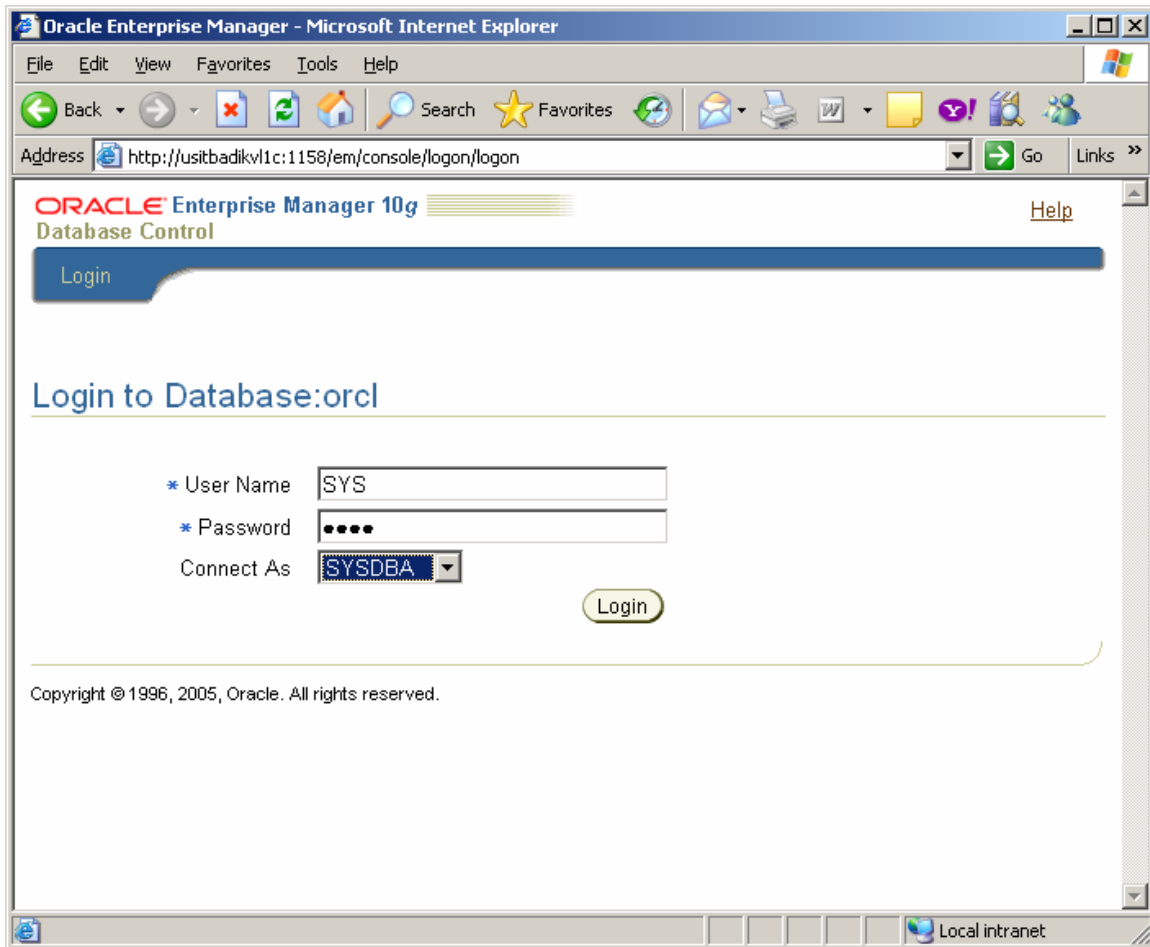 Oracle Enterprise Manager - Microsoft Internet Explorer
File Edit View Favorites Tools Help
Back Search Favorites
Address http://usitbadikvl1c:1158/em/console/logon/logon Go Links »
ORACLE Enterprise Manager 10g
Database Control
Help
Login
Login to Database:orcl
* User Name SYS
* Password ••••
Connect As SYSDBA
Login
Copyright © 1996, 2005, Oracle. All rights reserved.
Local intranet